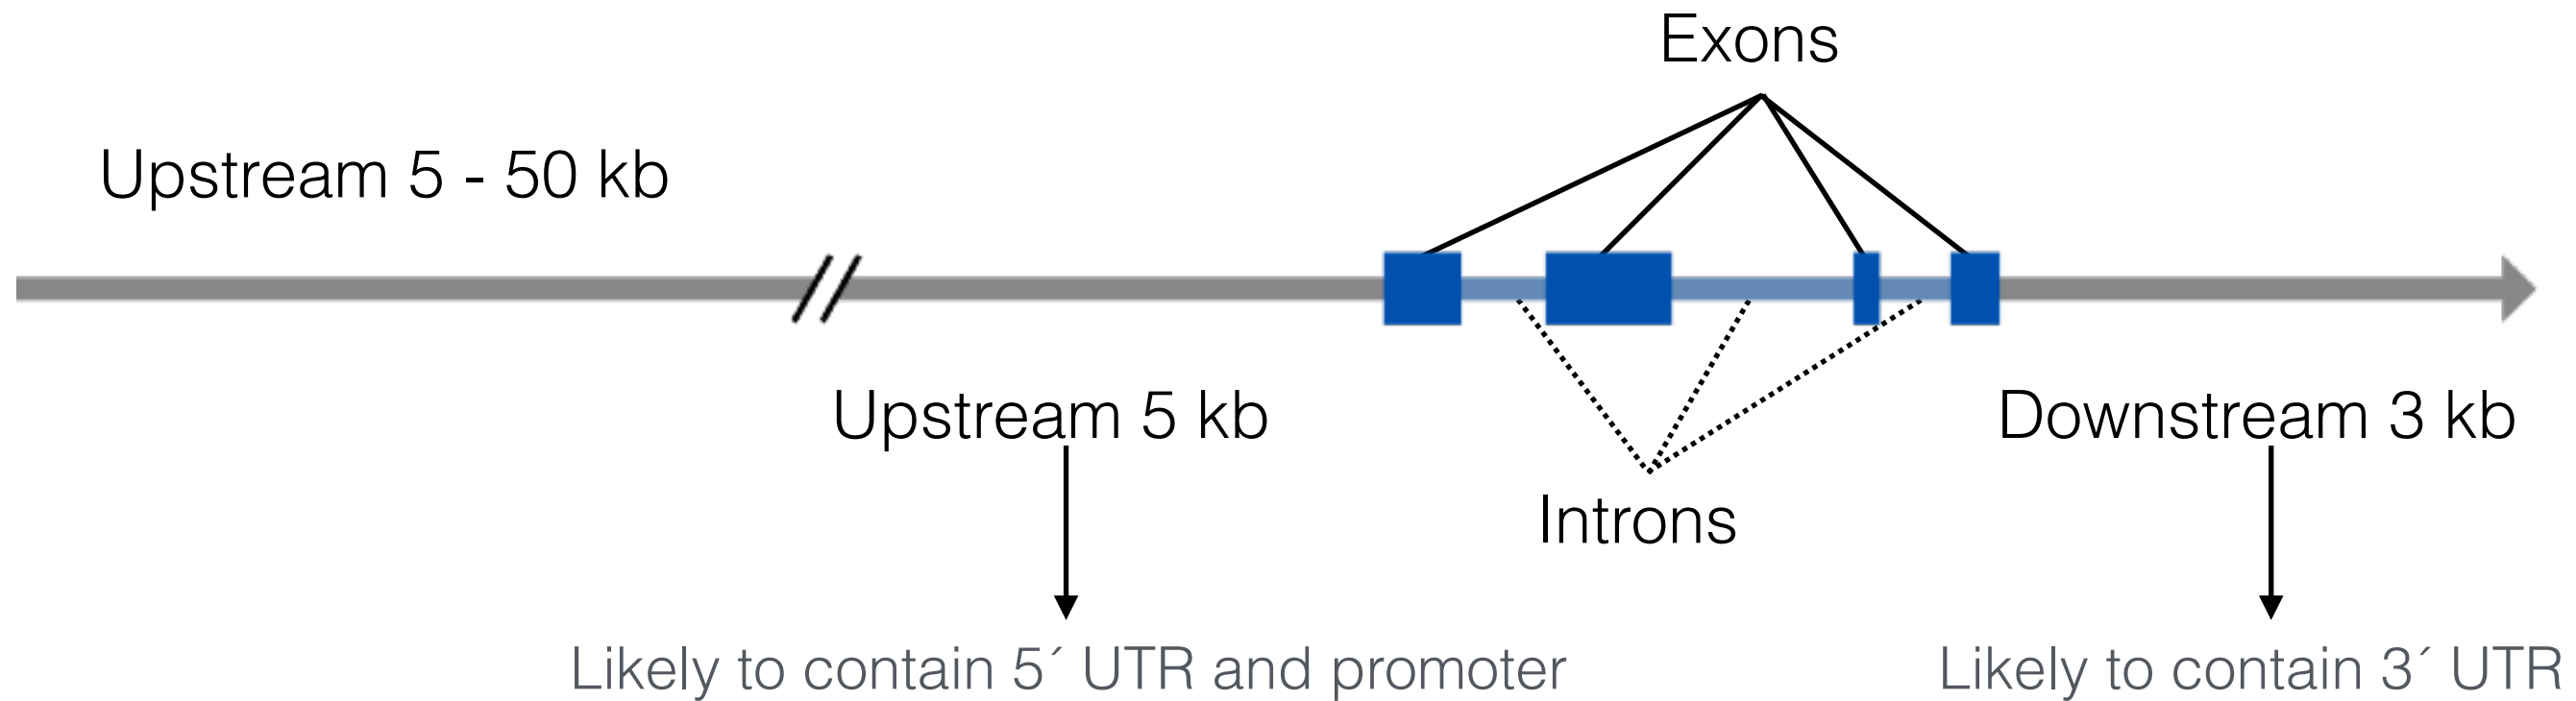 Exons
Upstream 5 - 50 kb
Upstream 5 kb
Downstream 3 kb
Introns
Likely to contain 5´ UTR and promoter
Likely to contain 3´ UTR